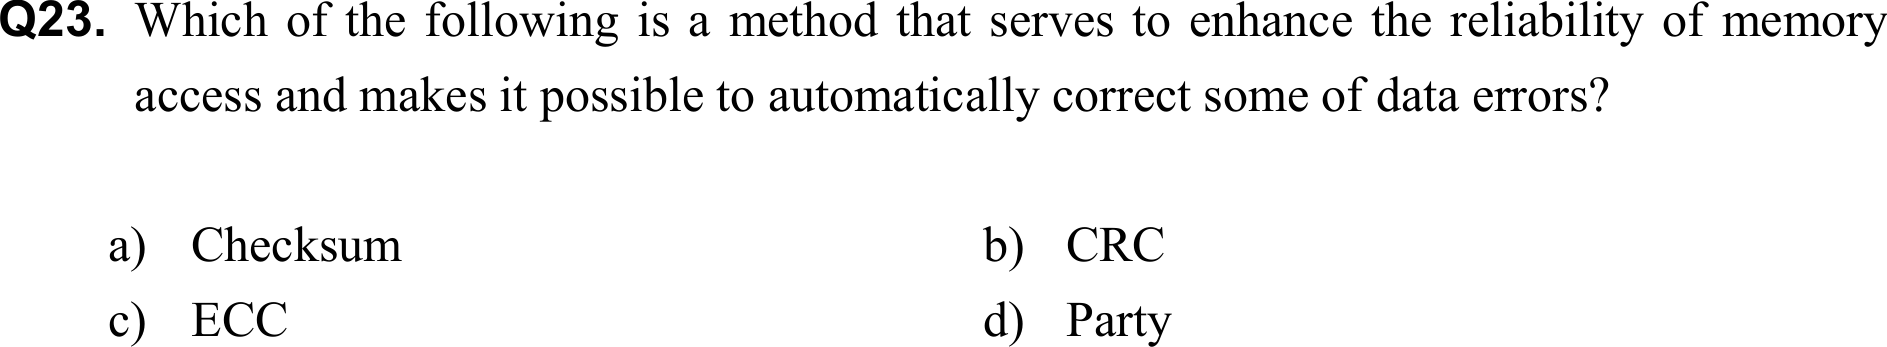 Q23. Which of the following is a method that serves to enhance the reliability of memory
access and makes it possible to automatically correct some of data errors?
a) Checksum b) CRC
c) ECC d) Party